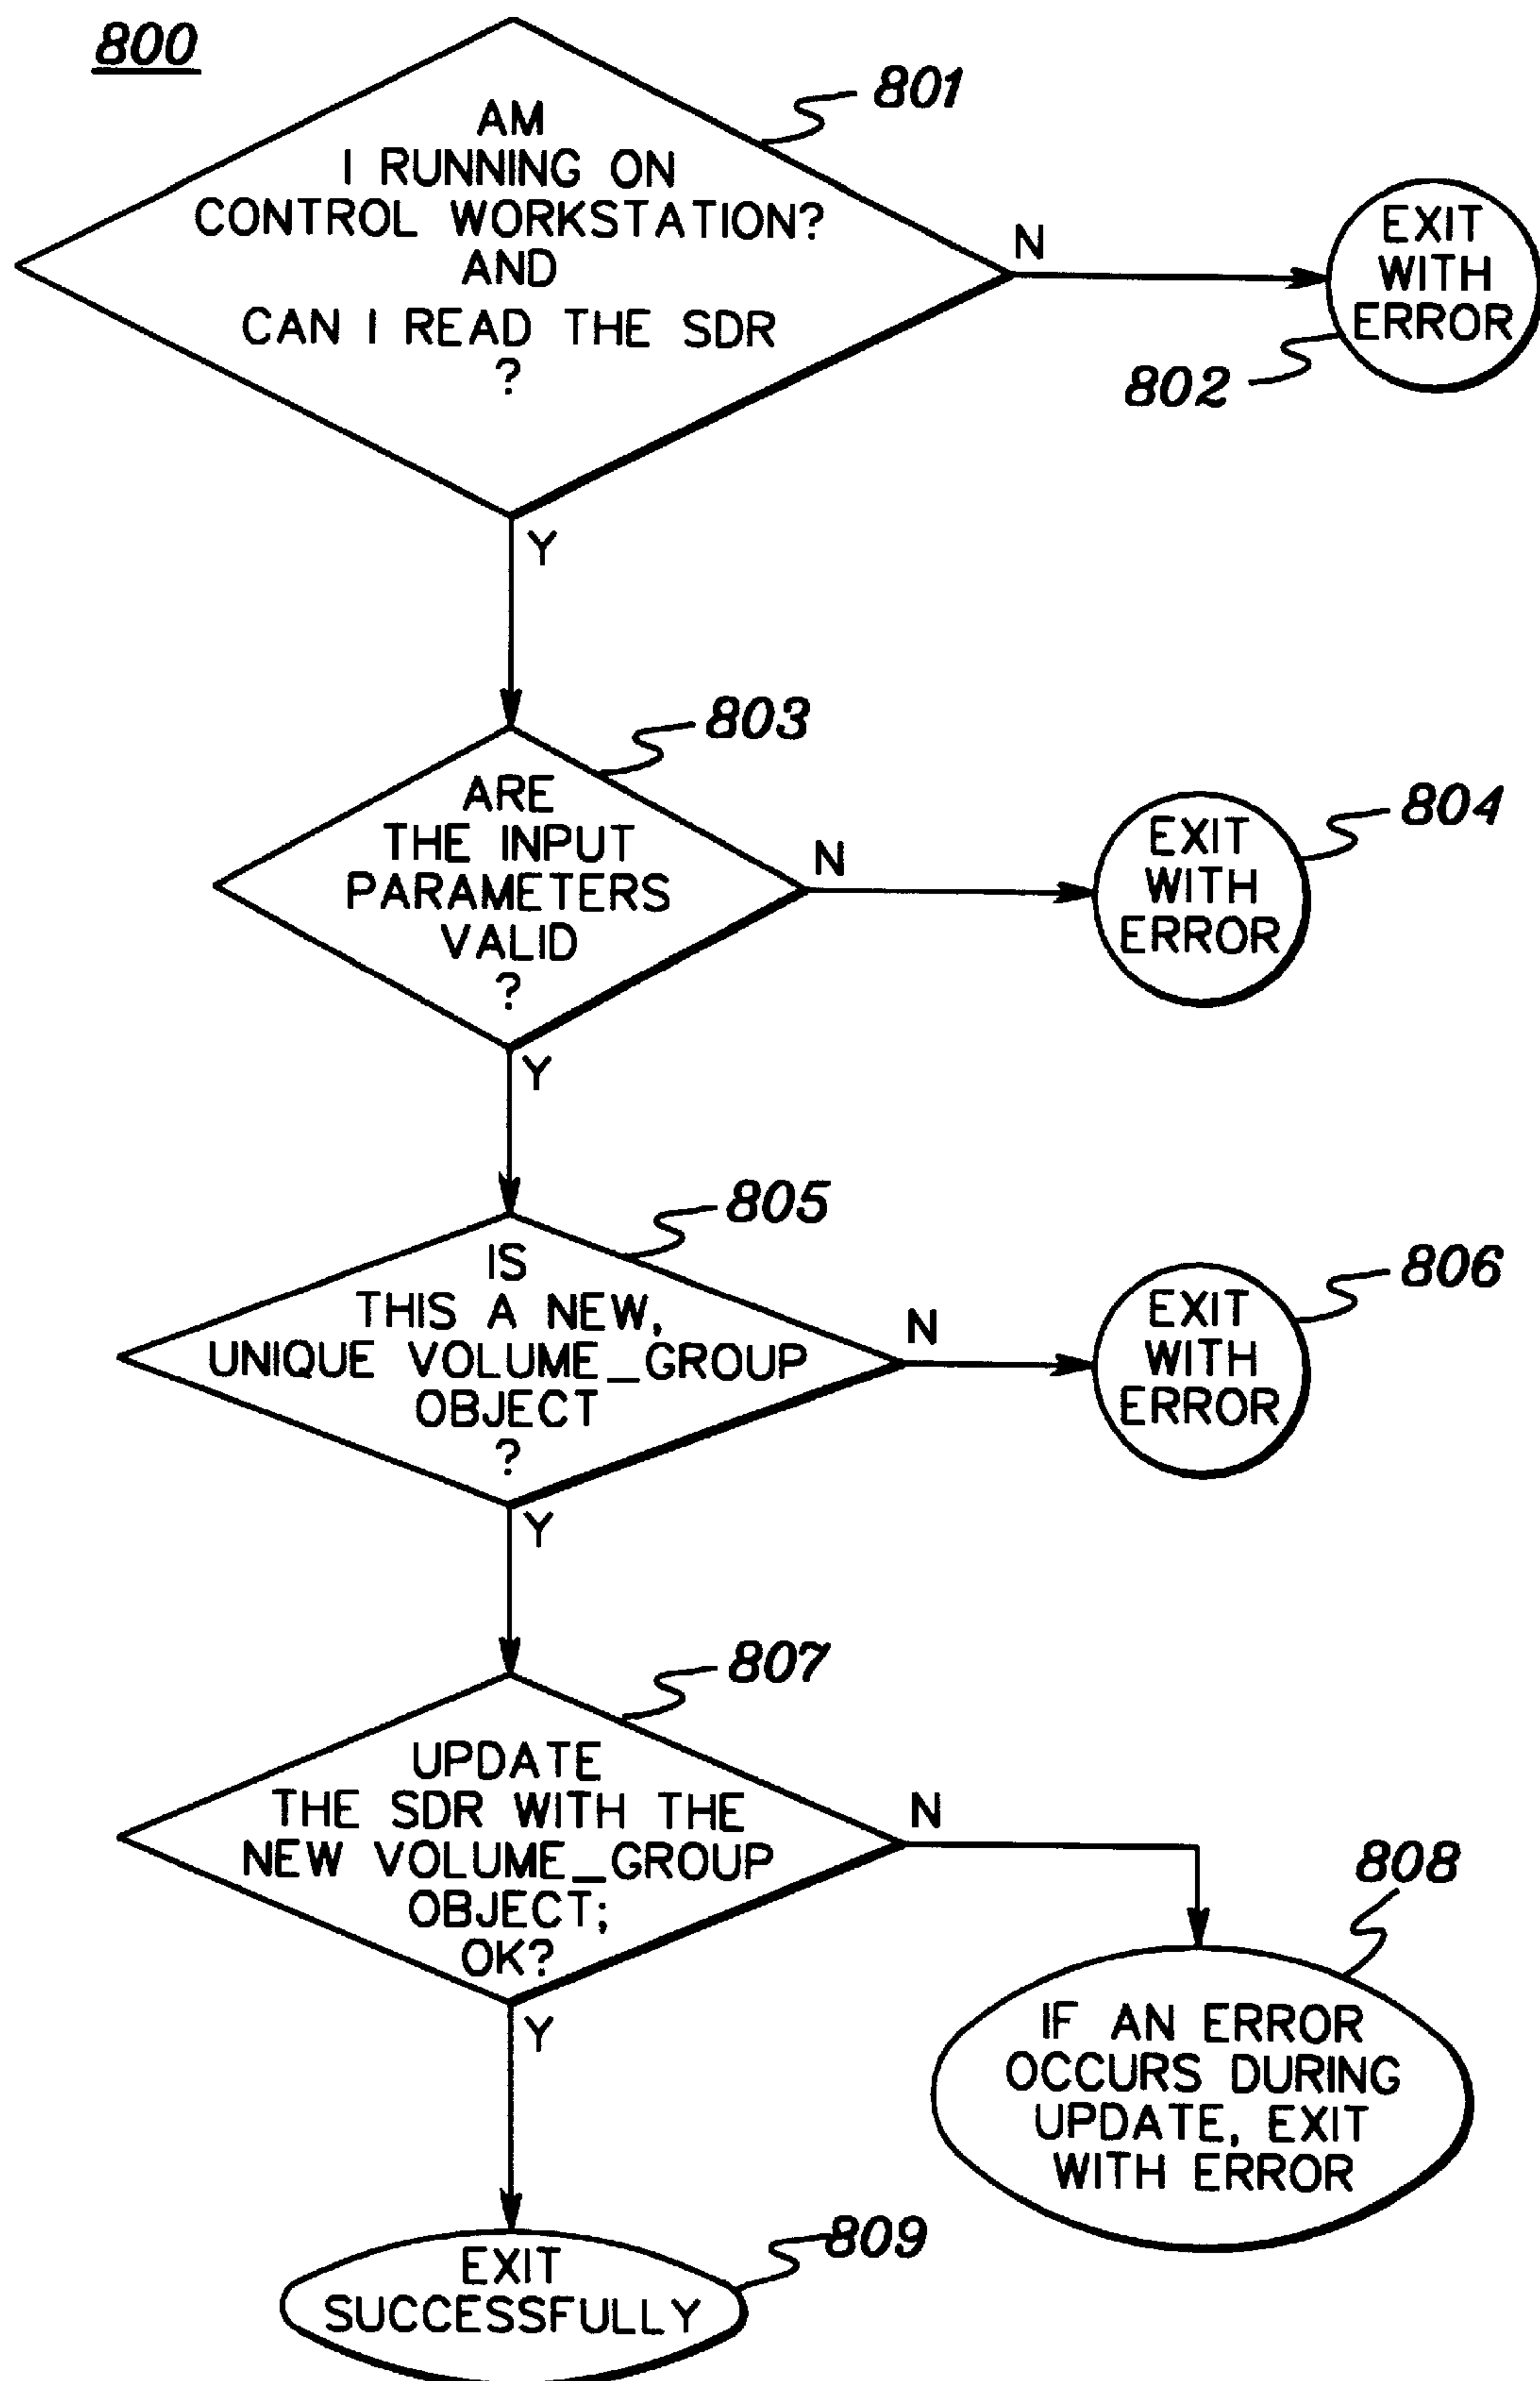 800
801
AM
I RUNNING ON
CONTROL WORKSTATION?
AND
CAN I READ THE SDR
?
N
EXIT
WITH
ERROR
802
Y
803
ARE
THE INPUT
PARAMETERS
VALID
?
N
EXIT
WITH
ERROR
804
Y
805
IS
THIS A NEW,
UNIQUE VOLUME_GROUP
OBJECT
?
N
EXIT
WITH
ERROR
806
Y
807
UPDATE
THE SDR WITH THE
NEW VOLUME_GROUP
OBJECT;
OK?
N
808
IF AN ERROR
OCCURS DURING
UPDATE, EXIT
WITH ERROR
Y
809
EXIT
SUCCESSFULLY